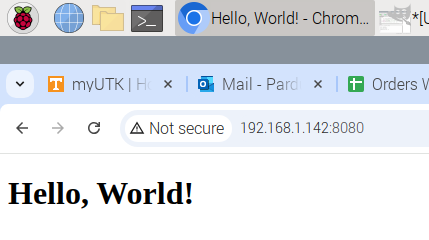 Hello, World! - Chrom...
*[U
myUTK | Ho
Mail - Pard
Orders W
Not secure
192.168.1.142:8080
Hello, World!